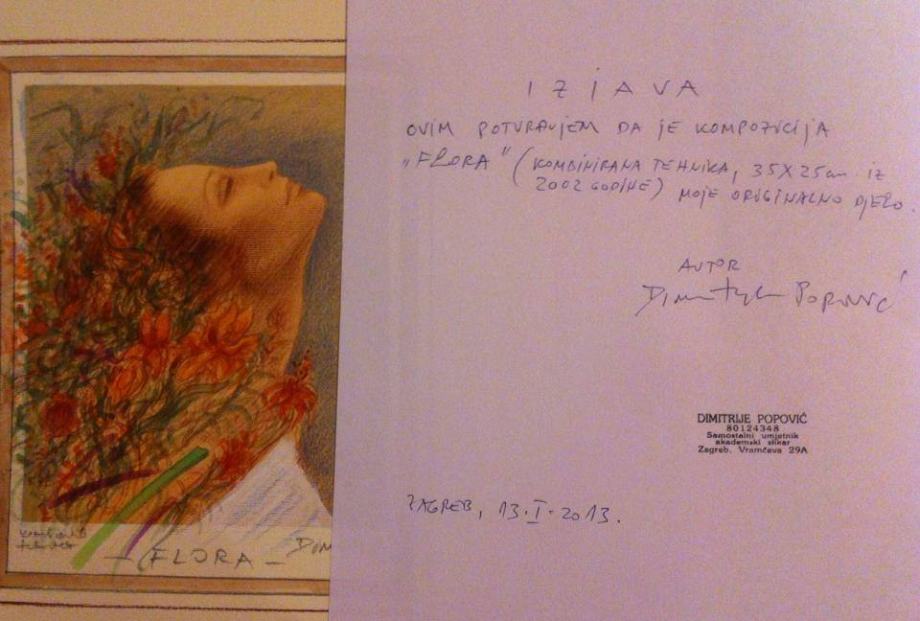 IZJAVA
OVIM POTVRĐUJEM DA JE KOMPOZICIJA
„FLORA" (KOMBINIRANA TEHNIKA, 35X25cm IZ
2002 GODINE) MOJE ORIGINALNO DJELO.
AUTOR
Dimitrije Popović
DIMITRIJE POPOVIĆ
80124348
Samostalni umjetnik
akademski slikar
Zagreb, Vramčeva 29A
ZAGREB, 13.I.2013.
- FLORA - DIM